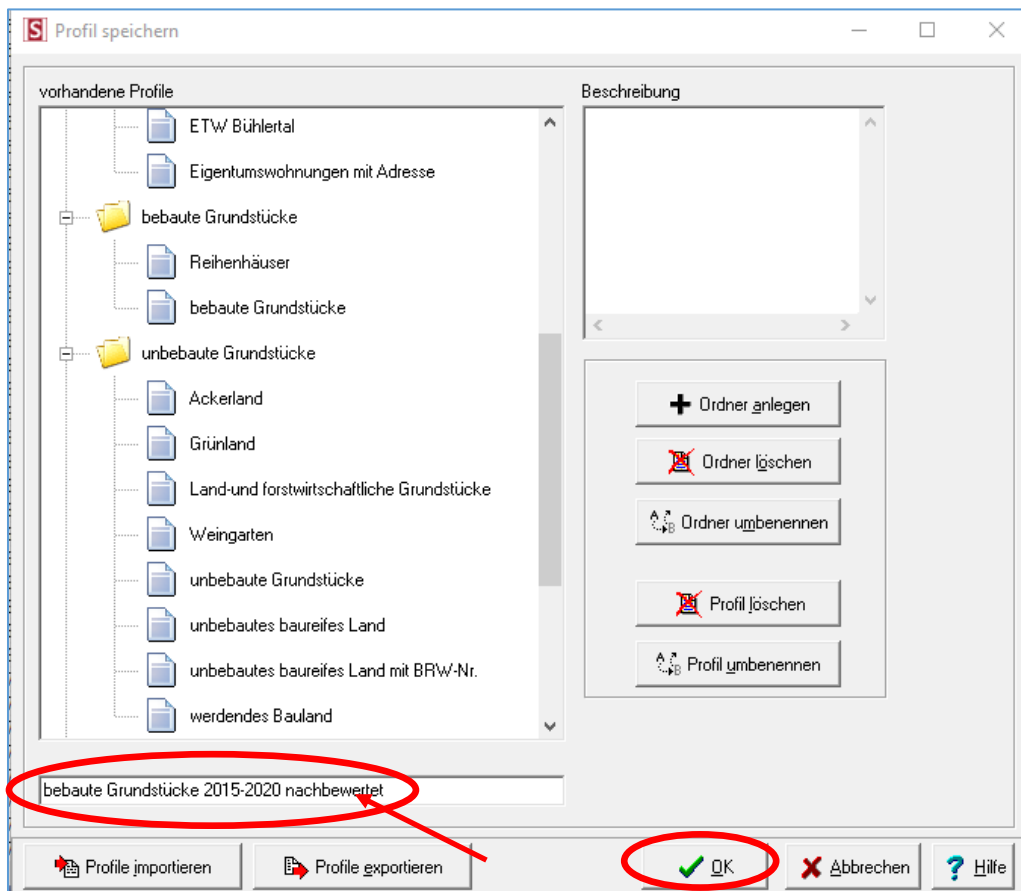 S Profil speichern
vorhandene Profile
ETW Bühlertal
Eigentumswohnungen mit Adresse
bebaute Grundstücke
Reihenhäuser
bebaute Grundstücke
unbebaute Grundstücke
Ackerland
Grünland
Land-und forstwirtschaftliche Grundstücke
Weingarten
unbebaute Grundstücke
unbebautes baureifes Land
unbebautes baureifes Land mit BRW-Nr.
werdendes Bauland
bebaute Grundstücke 2015-2020 nachbewertet
Beschreibung
Ordner anlegen
Ordner löschen
A B Ordner umbenennen
Profil löschen
A B Profil umbenennen
Profile importieren
Profile exportieren
OK
Abbrechen
? Hilfe